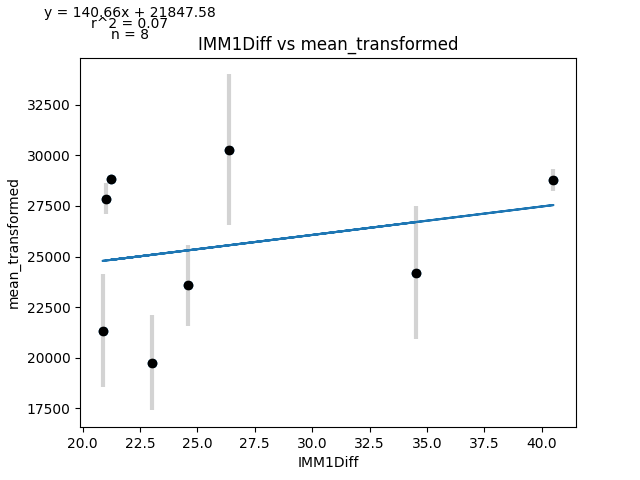 y = 140.66x + 21847.58
r^2 = 0.07
n = 8
IMM1Diff vs mean_transformed
32500
30000
27500
25000
22500
20000
17500
mean_transformed
20.0 22.5 25.0 27.5 30.0 32.5 35.0 37.5 40.0
IMM1Diff